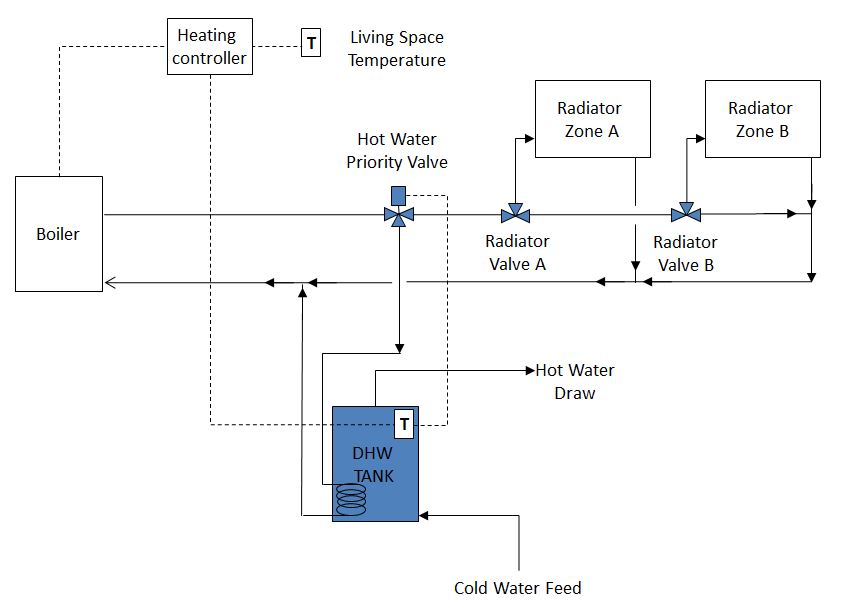 Heating
controller
T
Living Space
Temperature
Radiator
Zone A
Radiator
Zone B
Hot Water
Priority Valve
Boiler
Radiator
Valve A
Radiator
Valve B
Hot Water
Draw
T
DHW
TANK
Cold Water Feed